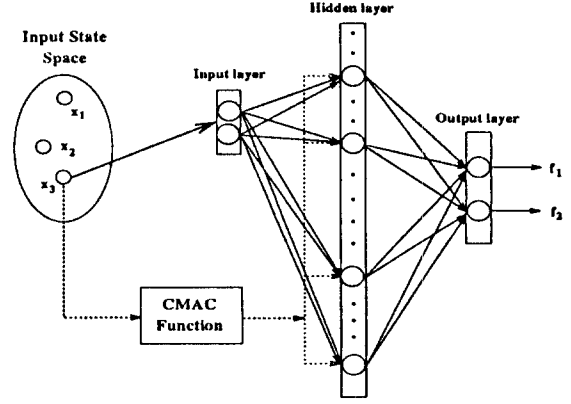 Hidden layer
Input State
Space
Input layer
x1
x2
x3
Output layer
f1
f2
CMAC
Function